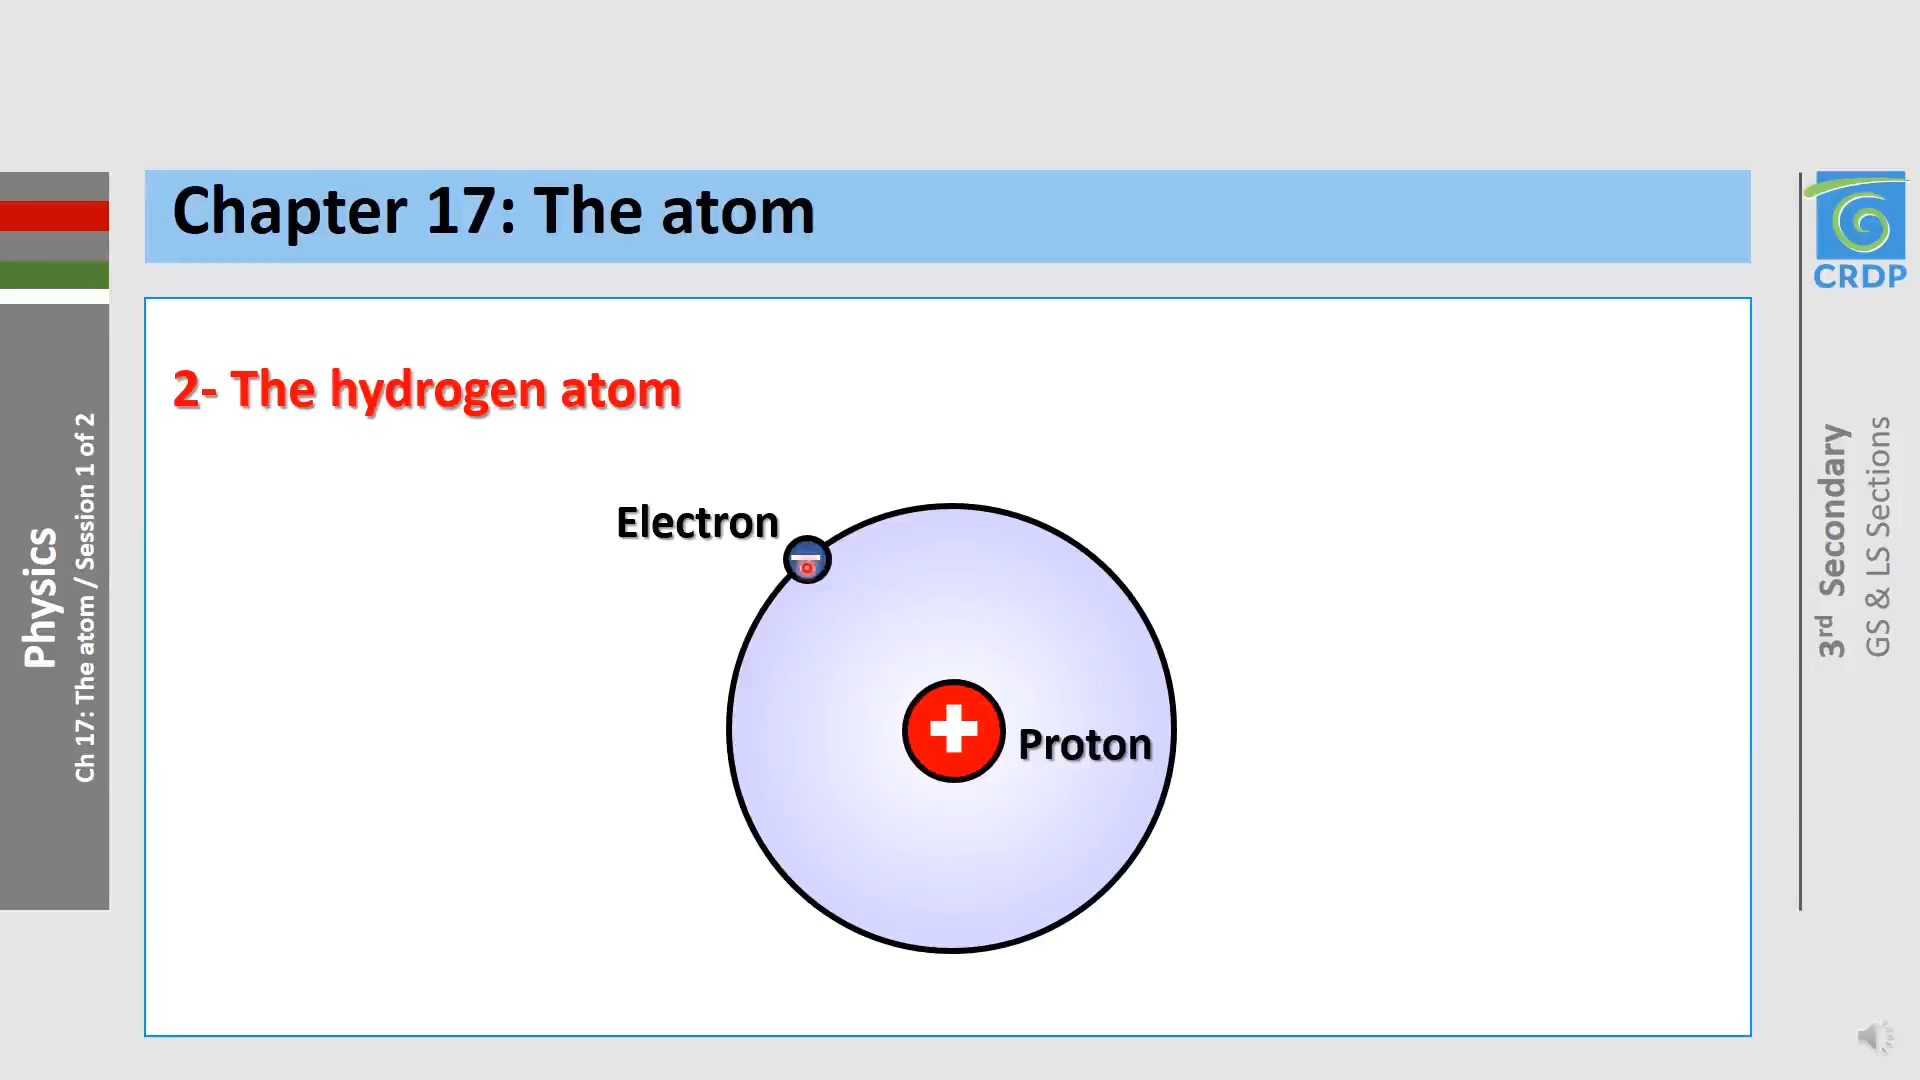 Chapter 17: The atom
2- The hydrogen atom
Electron
Proton
Physics
Ch 17: The atom / Session 1 of 2
CRDP
3rd Secondary
GS & LS Sections